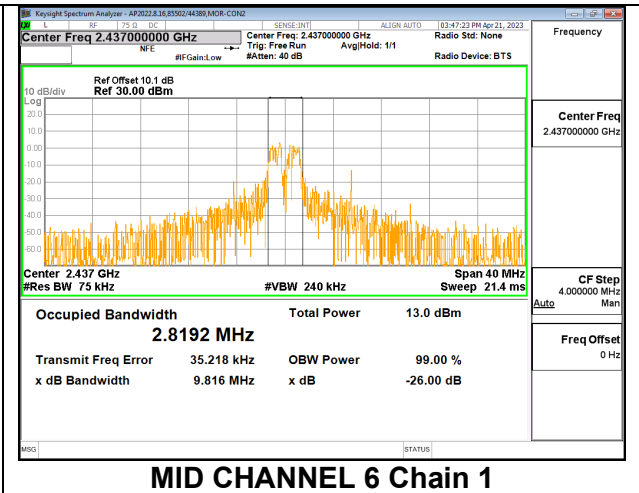 Keysight Spectrum Analyzer - AP2022.8.16,85502/44389,MOR-CON2
L RF 75 Ω DC SENSE:INT ALIGN AUTO 03:47:23 PM Apr 21, 2023
Center Freq 2.437000000 GHz
NFE
#IFGain:Low
Center Freq: 2.437000000 GHz
Trig: Free Run Avg|Hold: 1/1
#Atten: 40 dB
Radio Std: None
Radio Device: BTS
Frequency
Ref Offset 10.1 dB
10 dB/div Ref 30.00 dBm
Log
20.0
10.0
0.00
-10.0
-20.0
-30.0
-40.0
-50.0
-60.0
Center 2.437 GHz Span 40 MHz
#Res BW 75 kHz #VBW 240 kHz Sweep 21.4 ms
Center Freq
2.437000000 GHz
CF Step
4.000000 MHz
Auto Man
Freq Offset
0 Hz
Occupied Bandwidth Total Power 13.0 dBm
2.8192 MHz
Transmit Freq Error 35.218 kHz OBW Power 99.00 %
x dB Bandwidth 9.816 MHz x dB -26.00 dB
MSG STATUS
MID CHANNEL 6 Chain 1